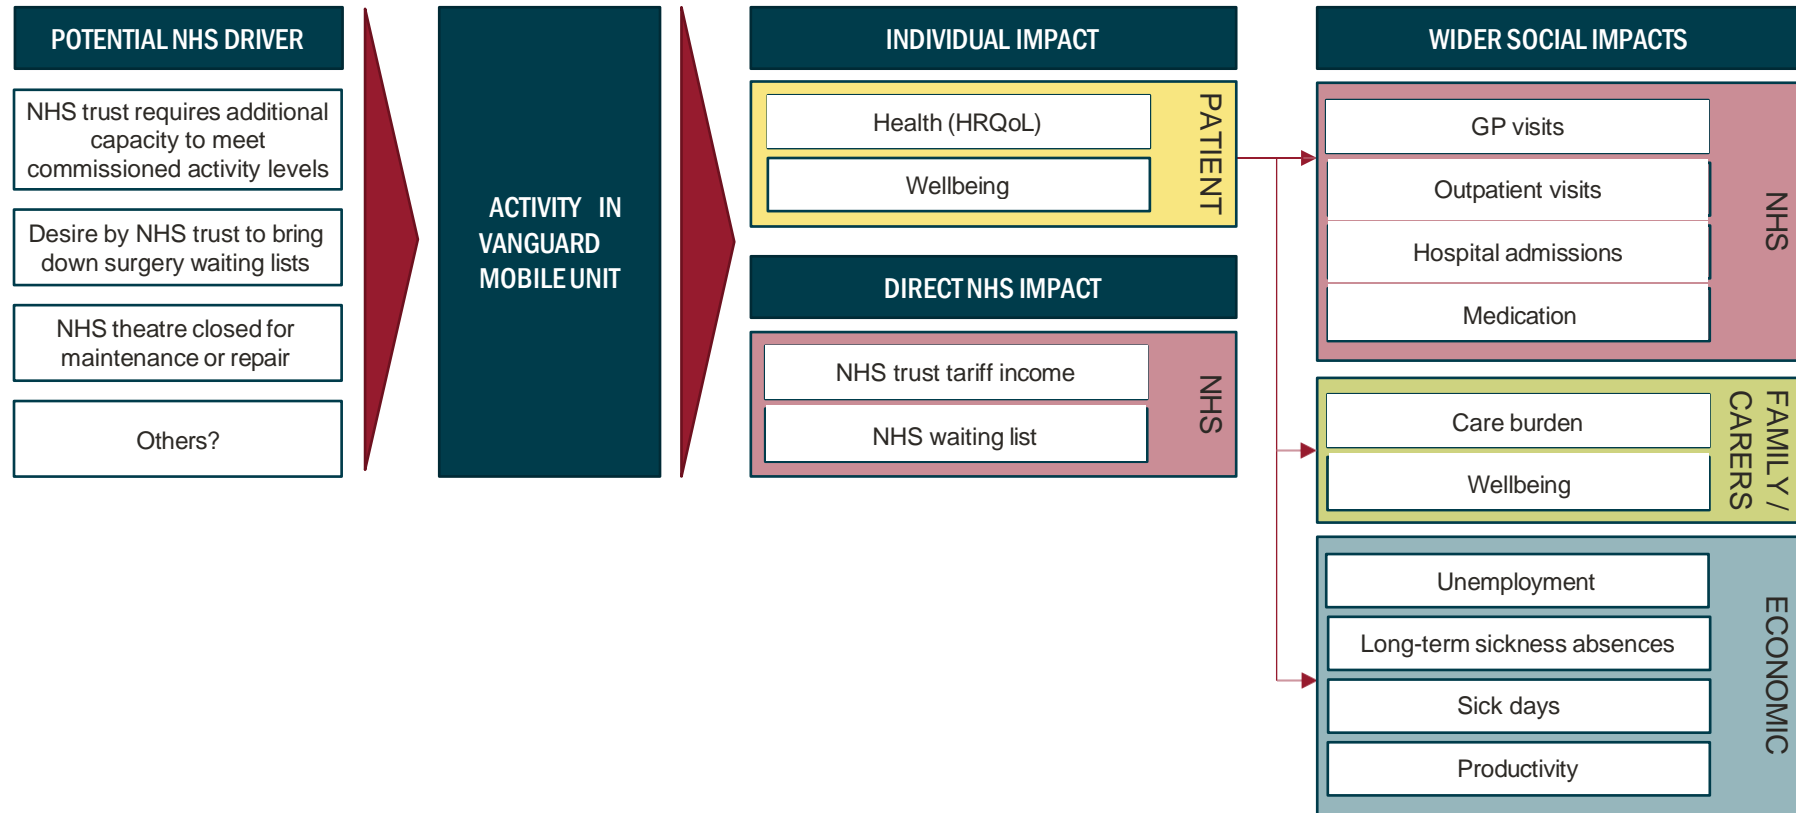 POTENTIAL NHS DRIVER
NHS trust requires additional
capacity to meet
commissioned activity levels
Desire by NHS trust to bring
down surgery waiting lists
NHS theatre closed for
maintenance or repair
Others?
ACTIVITY IN
VANGUARD
MOBILE UNIT
INDIVIDUAL IMPACT
Health (HRQoL)
Wellbeing
PATIENT
DIRECT NHS IMPACT
NHS trust tariff income
NHS waiting list
NHS
WIDER SOCIAL IMPACTS
GP visits
Outpatient visits
Hospital admissions
Medication
NHS
Care burden
Wellbeing
FAMILY /
CARERS
Unemployment
Long-term sickness absences
Sick days
Productivity
ECONOMIC